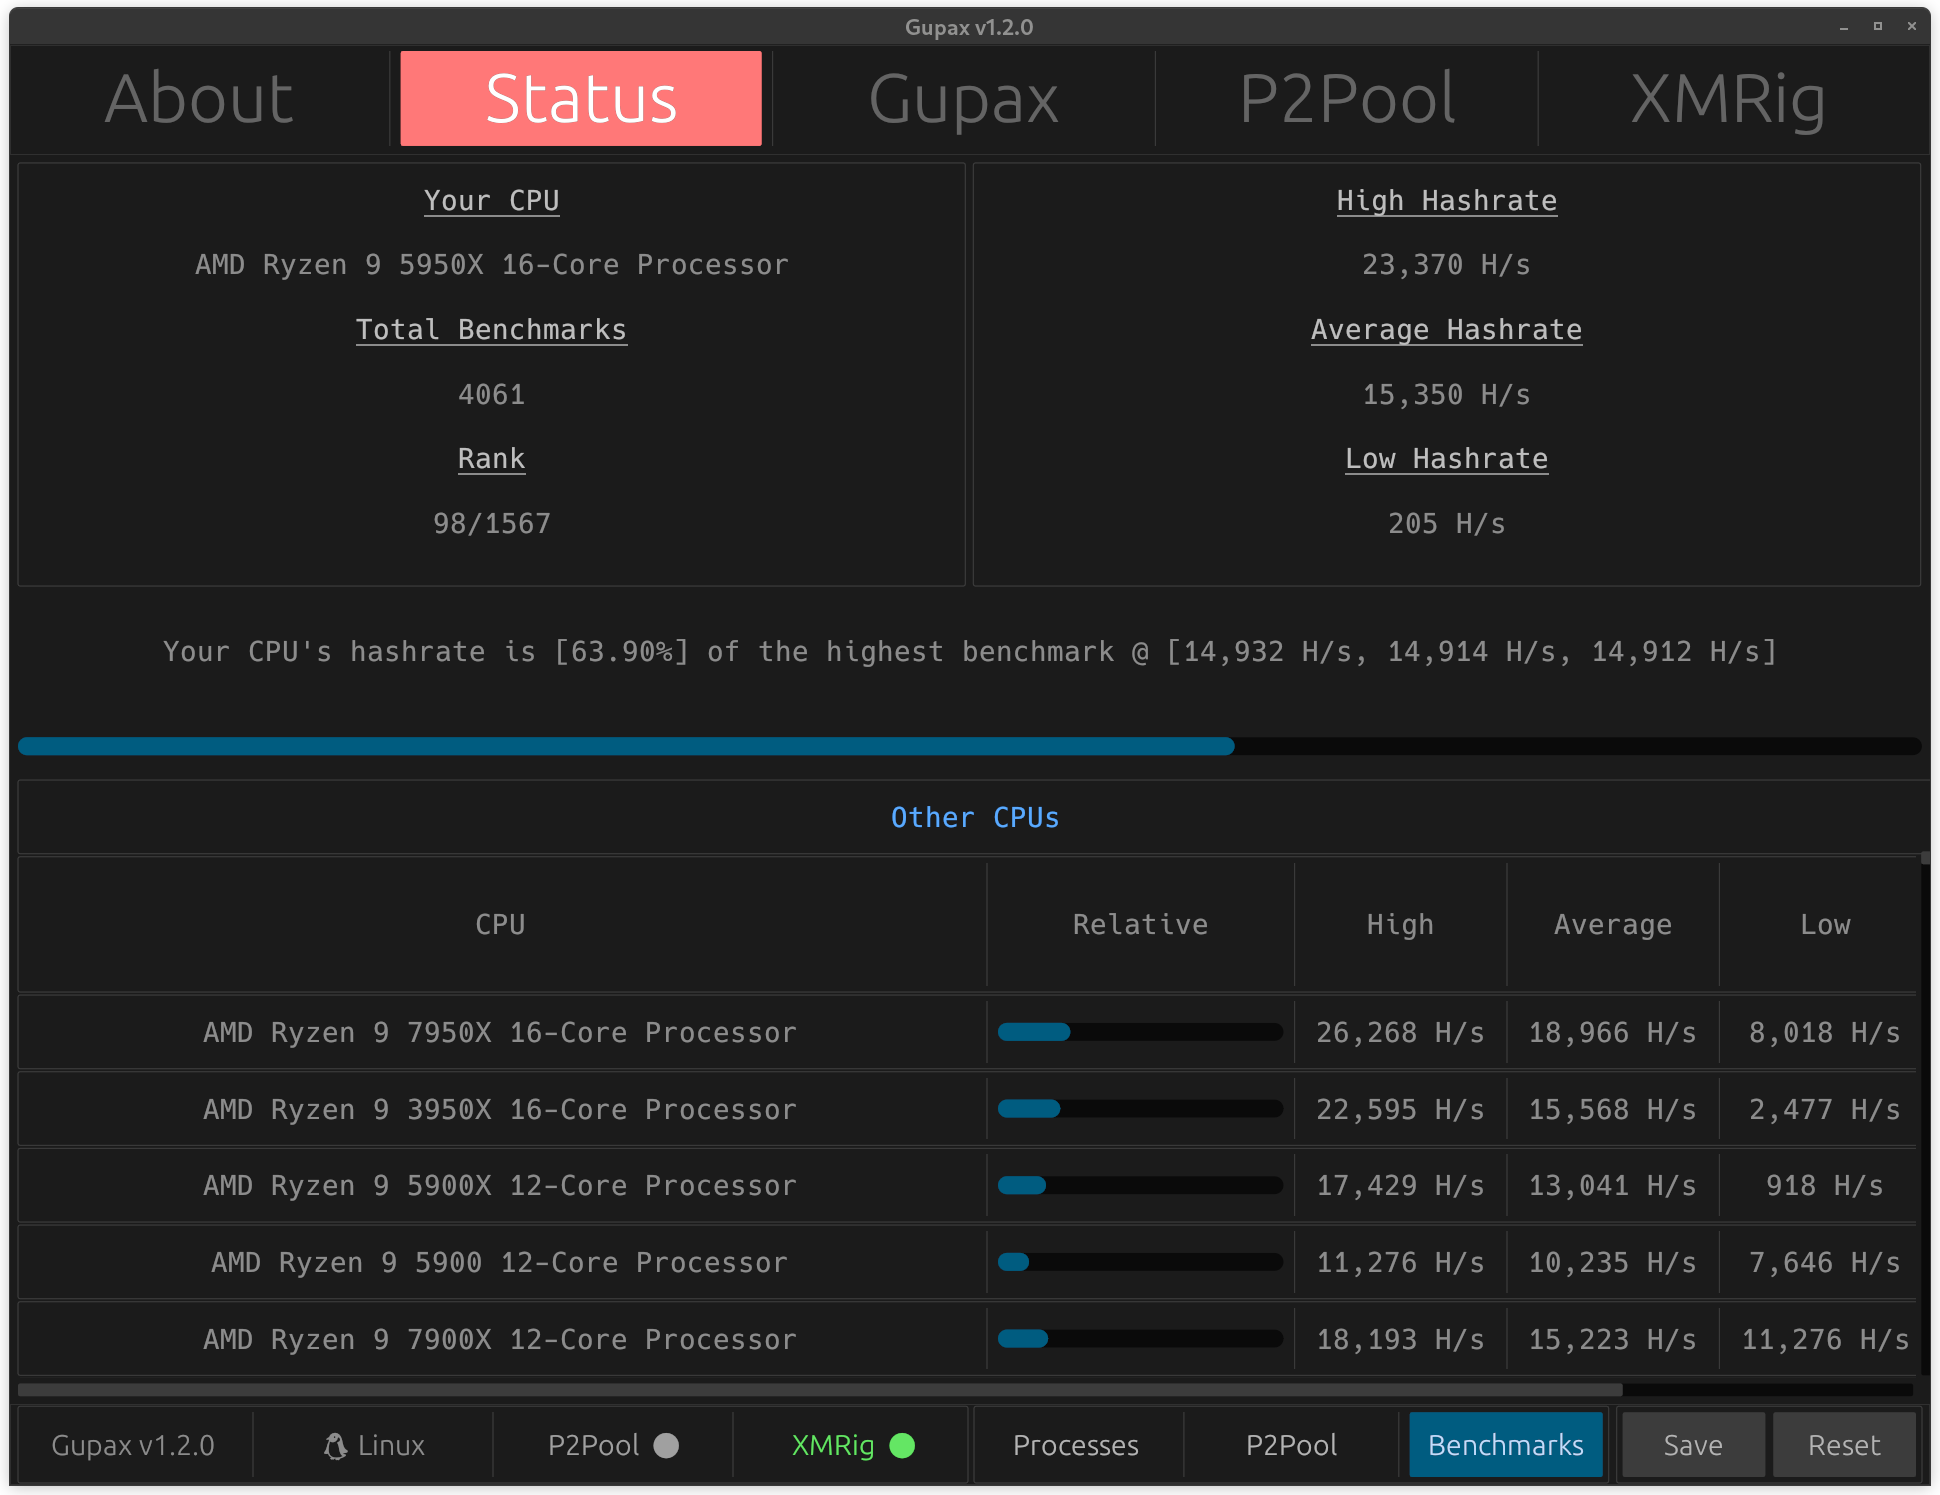 Gupax v1.2.0
About Status Gupax P2Pool XMRig
Your CPU
AMD Ryzen 9 5950X 16-Core Processor
Total Benchmarks
4061
Rank
98/1567
High Hashrate
23,370 H/s
Average Hashrate
15,350 H/s
Low Hashrate
205 H/s
Your CPU's hashrate is [63.90%] of the highest benchmark @ [14,932 H/s, 14,914 H/s, 14,912 H/s]
Other CPUs
CPU Relative High Average Low
AMD Ryzen 9 7950X 16-Core Processor 26,268 H/s 18,966 H/s 8,018 H/s
AMD Ryzen 9 3950X 16-Core Processor 22,595 H/s 15,568 H/s 2,477 H/s
AMD Ryzen 9 5900X 12-Core Processor 17,429 H/s 13,041 H/s 918 H/s
AMD Ryzen 9 5900 12-Core Processor 11,276 H/s 10,235 H/s 7,646 H/s
AMD Ryzen 9 7900X 12-Core Processor 18,193 H/s 15,223 H/s 11,276 H/s
Gupax v1.2.0 Linux P2Pool XMRig Processes P2Pool Benchmarks Save Reset